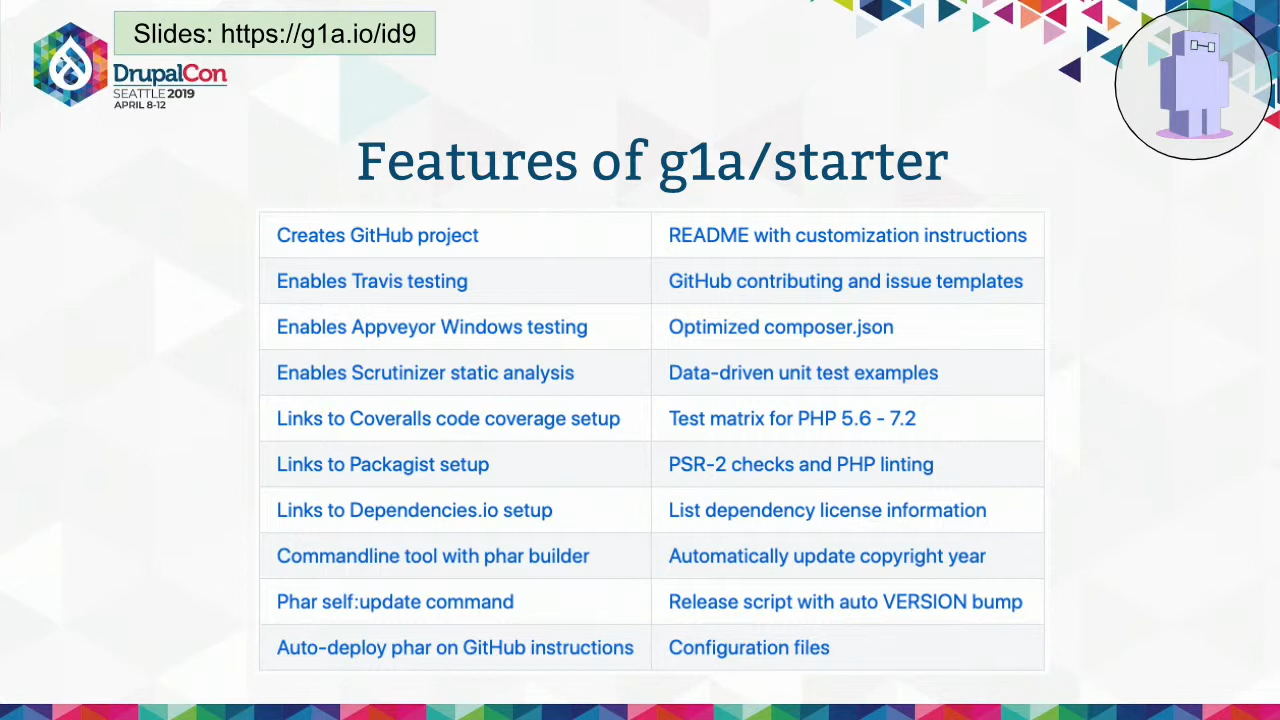 Slides: https://g1a.io/id9
DrupalCon
SEATTLE 2019
APRIL 8-12
Features of g1a/starter
Creates GitHub project
README with customization instructions
Enables Travis testing
GitHub contributing and issue templates
Enables Appveyor Windows testing
Optimized composer.json
Enables Scrutinizer static analysis
Data-driven unit test examples
Links to Coveralls code coverage setup
Test matrix for PHP 5.6 - 7.2
Links to Packagist setup
PSR-2 checks and PHP linting
Links to Dependencies.io setup
List dependency license information
Commandline tool with phar builder
Automatically update copyright year
Phar self:update command
Release script with auto VERSION bump
Auto-deploy phar on GitHub instructions
Configuration files